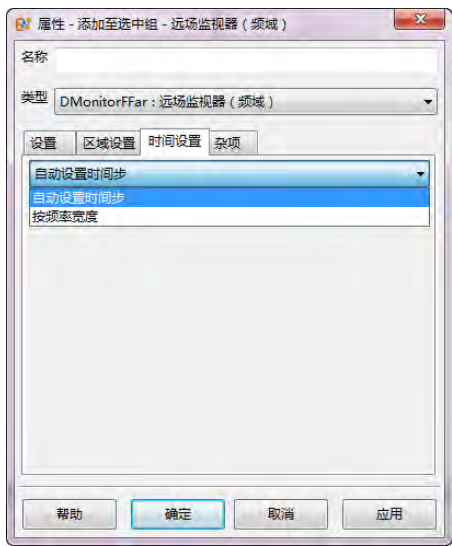 属性 - 添加至选中组 - 远场监视器 ( 频域 )
名称
类型 DMonitorFFar : 远场监视器 ( 频域 )
设置 区域设置 时间设置 杂项
自动设置时间步
自动设置时间步
按频率宽度
帮助 确定 取消 应用